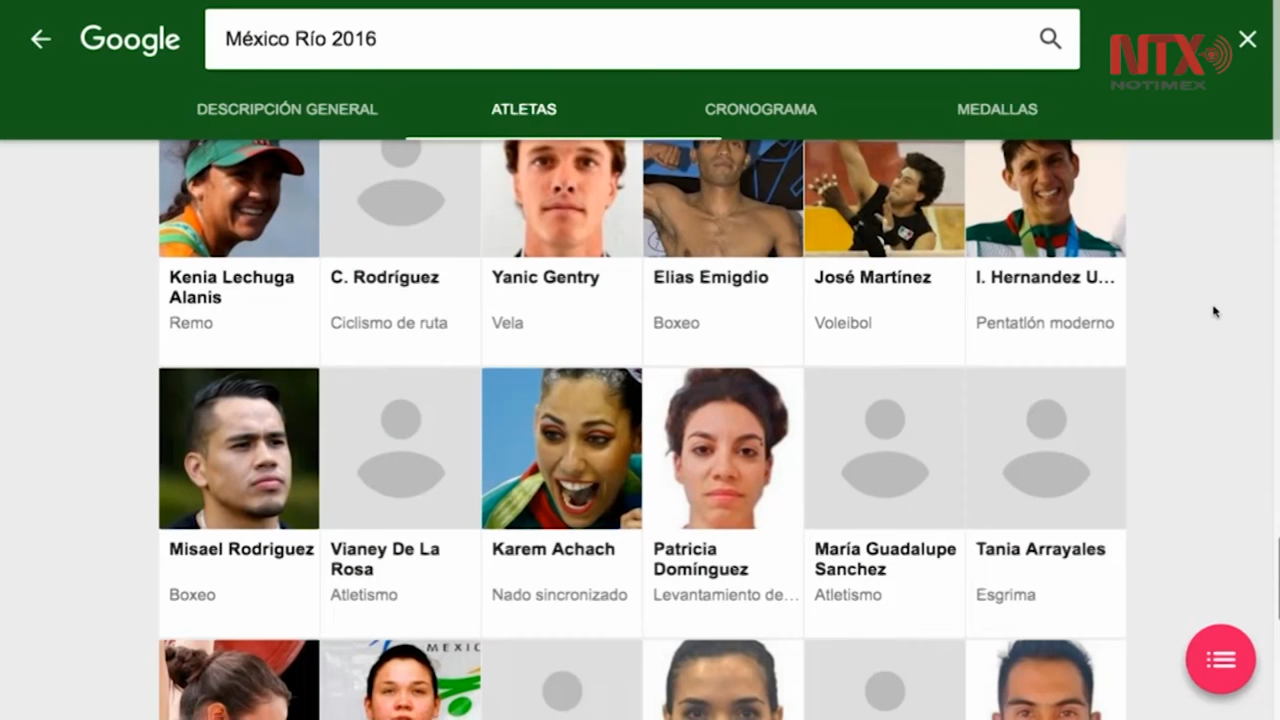 Google
México Río 2016
NTX
NOTIMEX
DESCRIPCIÓN GENERAL
ATLETAS
CRONOGRAMA
MEDALLAS
Kenia Lechuga
Alanis
Remo
C. Rodríguez
Ciclismo de ruta
Yanic Gentry
Vela
Elias Emigdio
Boxeo
José Martínez
Voleibol
I. Hernandez U...
Pentatlón moderno
Misael Rodriguez
Boxeo
Vianey De La
Rosa
Atletismo
Karem Achach
Nado sincronizado
Patricia
Domínguez
Levantamiento de...
María Guadalupe
Sanchez
Atletismo
Tania Arrayales
Esgrima
MEXIC